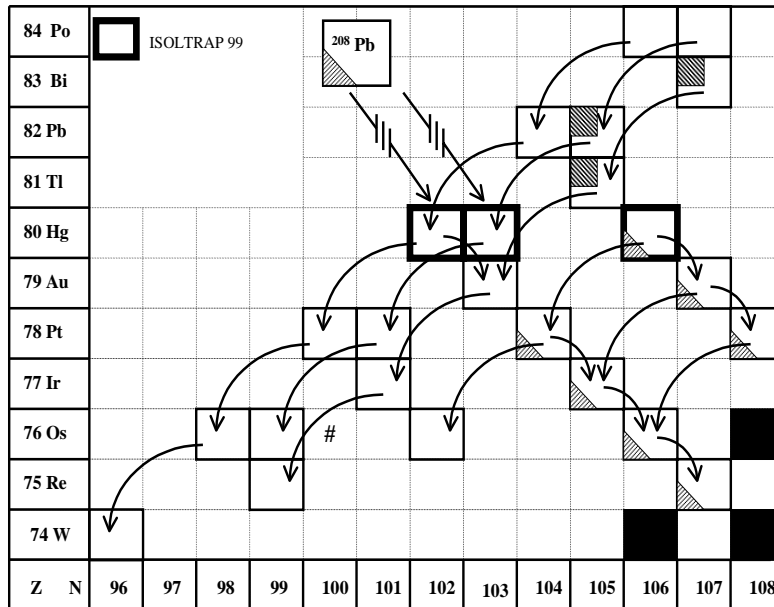 84 Po
ISOLTRAP 99
208 Pb
83 Bi
82 Pb
81 Tl
80 Hg
79 Au
78 Pt
77 Ir
76 Os
#
75 Re
74 W
Z N 96 97 98 99 100 101 102 103 104 105 106 107 108